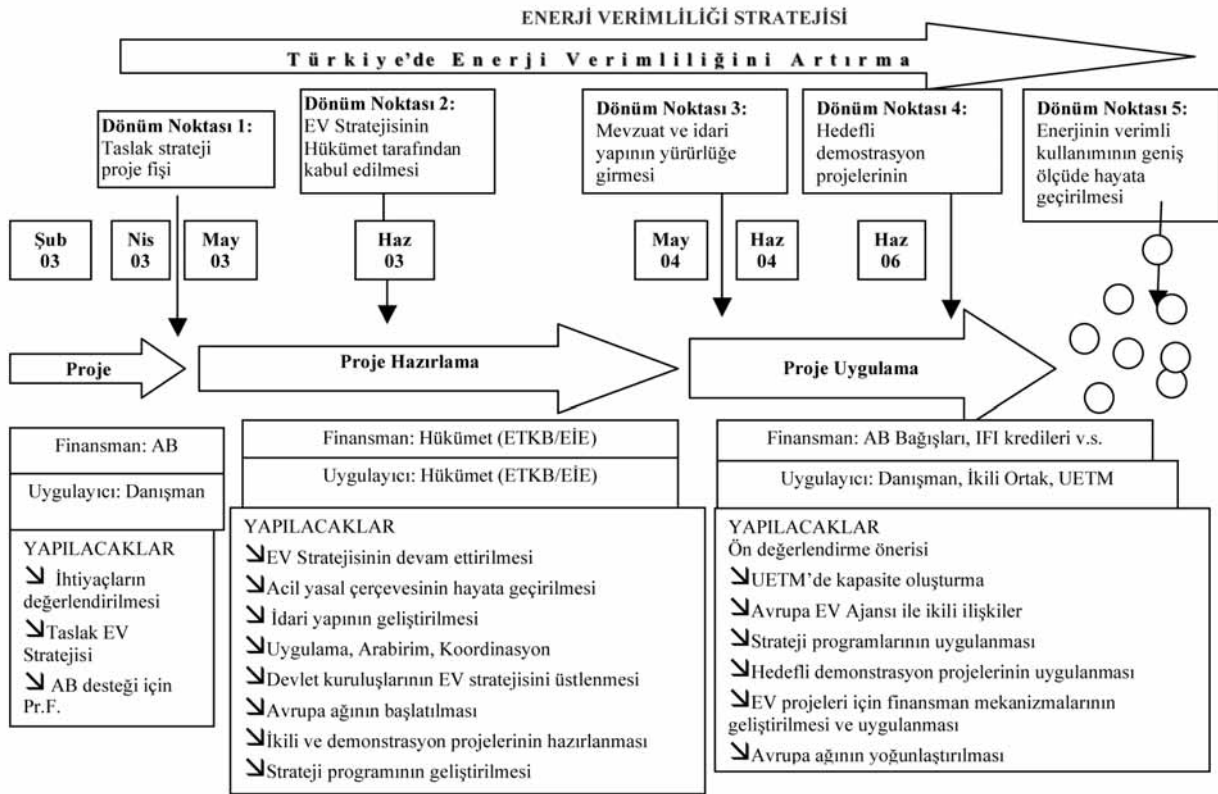 ENERJİ VERİMLİLİĞİ STRATEJİSİ
Türkiye'de Enerji Verimliliğini Artırma
Dönüm Noktası 1:
Taslak strateji
proje fişi
Dönüm Noktası 2:
EV Stratejisinin
Hükümet tarafından
kabul edilmesi
Dönüm Noktası 3:
Mevzuat ve idari
yapının yürürlüğe
girmesi
Dönüm Noktası 4:
Hedefli
demostrasyon
projelerinin
Dönüm Noktası 5:
Enerjinin verimli
kullanımının geniş
ölçüde hayata
geçirilmesi
Şub
03
Nis
03
May
03
Haz
03
May
04
Haz
04
Haz
06
Proje
Proje Hazırlama
Proje Uygulama
Finansman: AB
Uygulayıcı: Danışman
YAPILACAKLAR
İhtiyaçların
değerlendirilmesi
Taslak EV
Stratejisi
AB desteği için
Pr.F.
Finansman: Hükümet (ETKB/EİE)
Uygulayıcı: Hükümet (ETKB/EİE)
YAPILACAKLAR
EV Stratejisinin devam ettirilmesi
Acil yasal çerçevesinin hayata geçirilmesi
İdari yapının geliştirilmesi
Uygulama, Arabirim, Koordinasyon
Devlet kuruluşlarının EV stratejisini üstlenmesi
Avrupa ağının başlatılması
İkili ve demonstrasyon projelerinin hazırlanması
Strateji programının geliştirilmesi
Finansman: AB Bağışları, IFI kredileri v.s.
Uygulayıcı: Danışman, İkili Ortak, UETM
YAPILACAKLAR
Ön değerlendirme önerisi
UETM'de kapasite oluşturma
Avrupa EV Ajansı ile ikili ilişkiler
Strateji programlarının uygulanması
Hedefli demonstrasyon projelerinin uygulanması
EV projeleri için finansman mekanizmalarının
geliştirilmesi ve uygulanması
Avrupa ağının yoğunlaştırılması